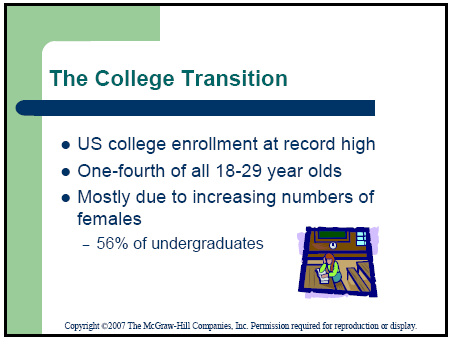 The College Transition
US college enrollment at record high
One-fourth of all 18-29 year olds
Mostly due to increasing numbers of
females
– 56% of undergraduates
Copyright ©2007 The McGraw-Hill Companies, Inc. Permission required for reproduction or display.